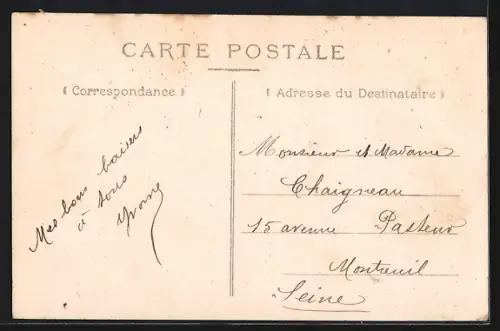 CARTE POSTALE
( Correspondance )
Mes bons baisers
à tous
Yvonne
( Adresse du Destinataire )
Monsieur et Madame
Chaigneau
15 avenue Pasteur
Montreuil
Seine